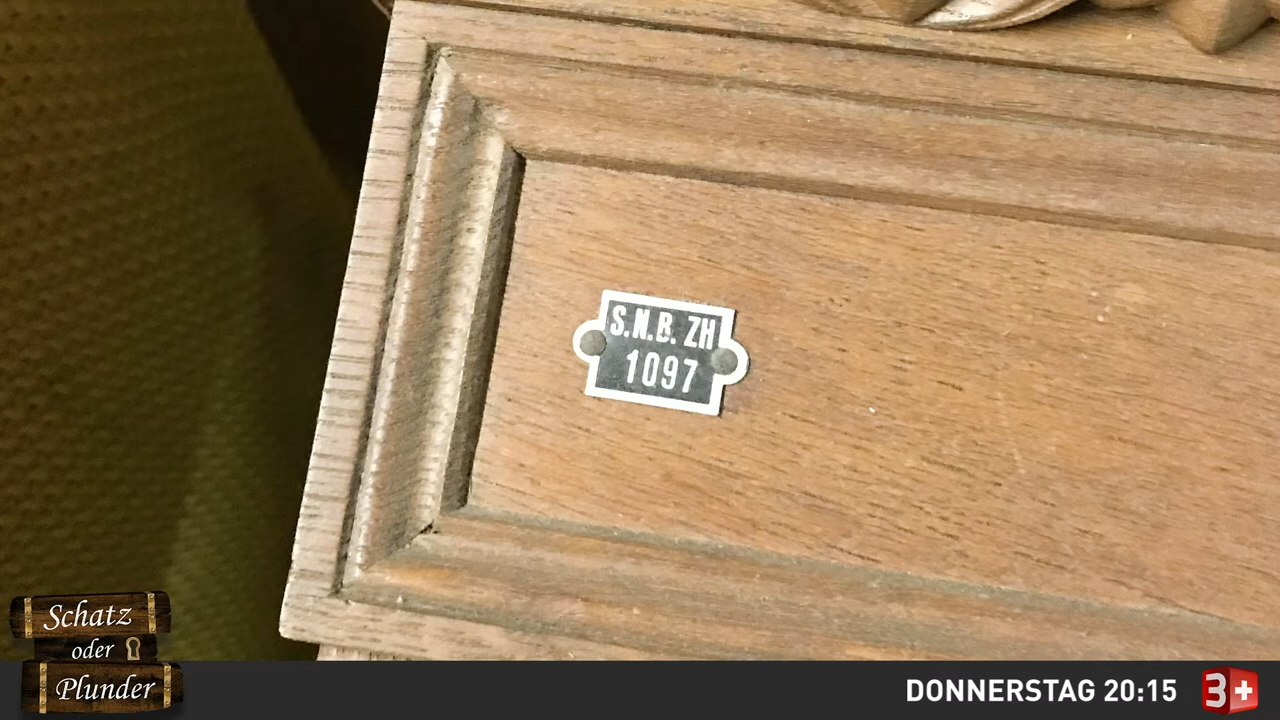 S.N.B. ZH
1097
Schatz
oder
Plunder
DONNERSTAG 20:15
3+